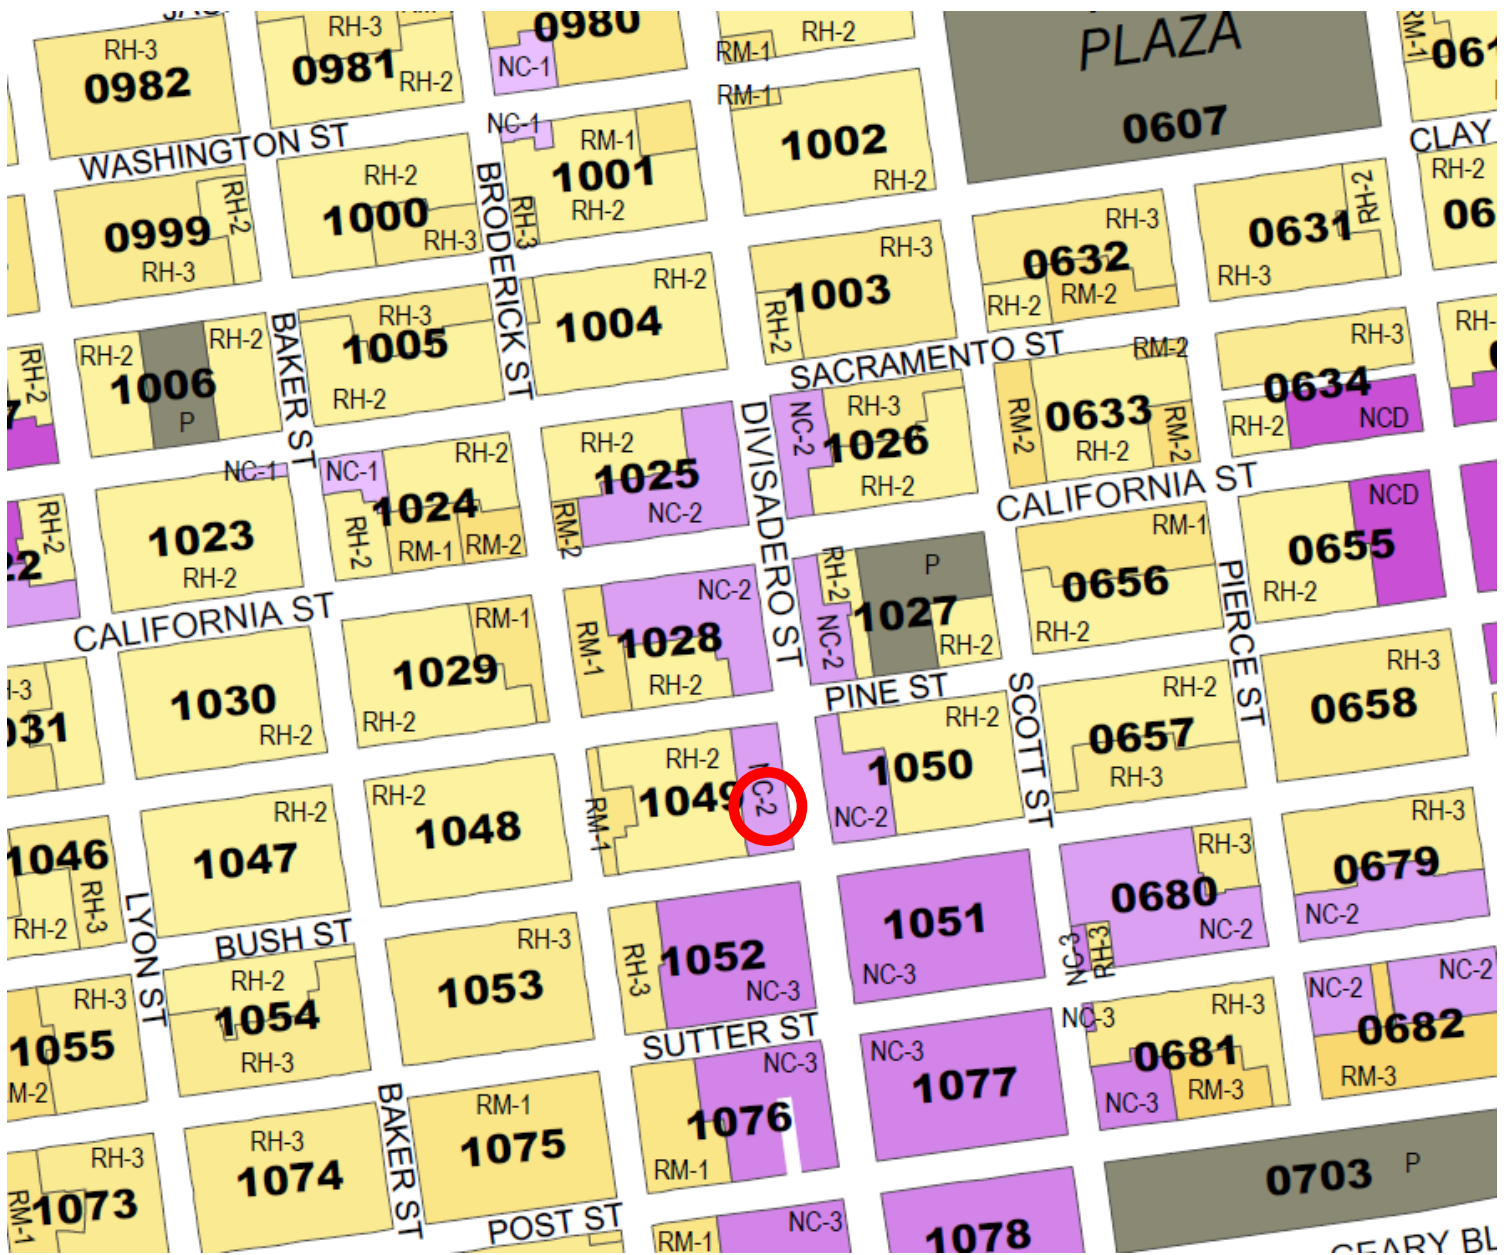 RH-3
0982
RH-3
0981
RH-2
0980
NC-1
RM-1
RH-2
PLAZA
0607
RM-1
WASHINGTON ST
RH-2
0999
RH-3
RH-2
1000
RH-3
BRODERICK ST
NC-1
RM-1
1001
RH-2
RH-3
RM-1
1002
RH-2
CLAY
RH-2
RH-3
0632
RH-2
RM-2
RH-2
0631
RH-3
RH-2
1006
RH-2
P
RH-2
BAKER ST
RH-3
1005
RH-2
RH-2
1004
RH-3
1003
RH-2
SACRAMENTO ST
RM-2
0633
RM-2
RH-2
RM-2
RH-3
0634
RH-2
NCD
NC-1
1023
RH-2
RH-2
NC-1
RH-2
1024
RH-2
RM-1
RM-2
RH-2
1025
RM-2
NC-2
DIVISADERO ST
NC-2
RH-3
1026
RH-2
CALIFORNIA ST
RM-1
0656
RH-2
NCD
0655
RH-2
PIERCE ST
CALIFORNIA ST
1030
RH-2
RM-1
1029
RH-2
NC-2
RM-1
1028
RH-2
RH-2
P
1027
NC-2
RH-2
PINE ST
SCOTT ST
RH-2
0657
RH-3
RH-3
0658
1046
RH-2
RH-3
RH-2
1047
RH-2
1048
RH-2
1049
RM-1
NC-2
RH-2
1050
NC-2
LYON ST
BUSH ST
RH-3
1053
RH-3
1052
NC-3
1051
NC-3
RH-3
0680
NC-2
NC-3
RH-3
RH-3
0679
NC-2
RH-3
1055
RH-2
1054
RH-3
SUTTER ST
NC-3
1076
RM-1
NC-3
1077
NC-3
RH-3
0681
NC-3
RM-3
NC-2
NC-2
0682
RM-3
RH-3
1073
RM-1
RH-3
1074
BAKER ST
RM-1
1075
POST ST
RM-1
NC-3
1078
0703
P